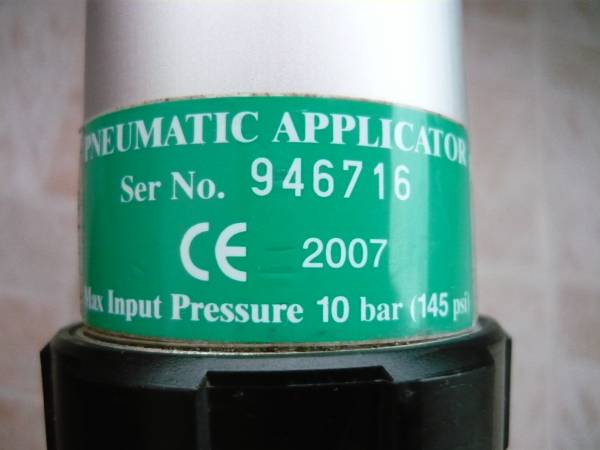 PNEUMATIC APPLICATOR
Ser No. 946716
CE 2007
Max Input Pressure 10 bar (145 psi)